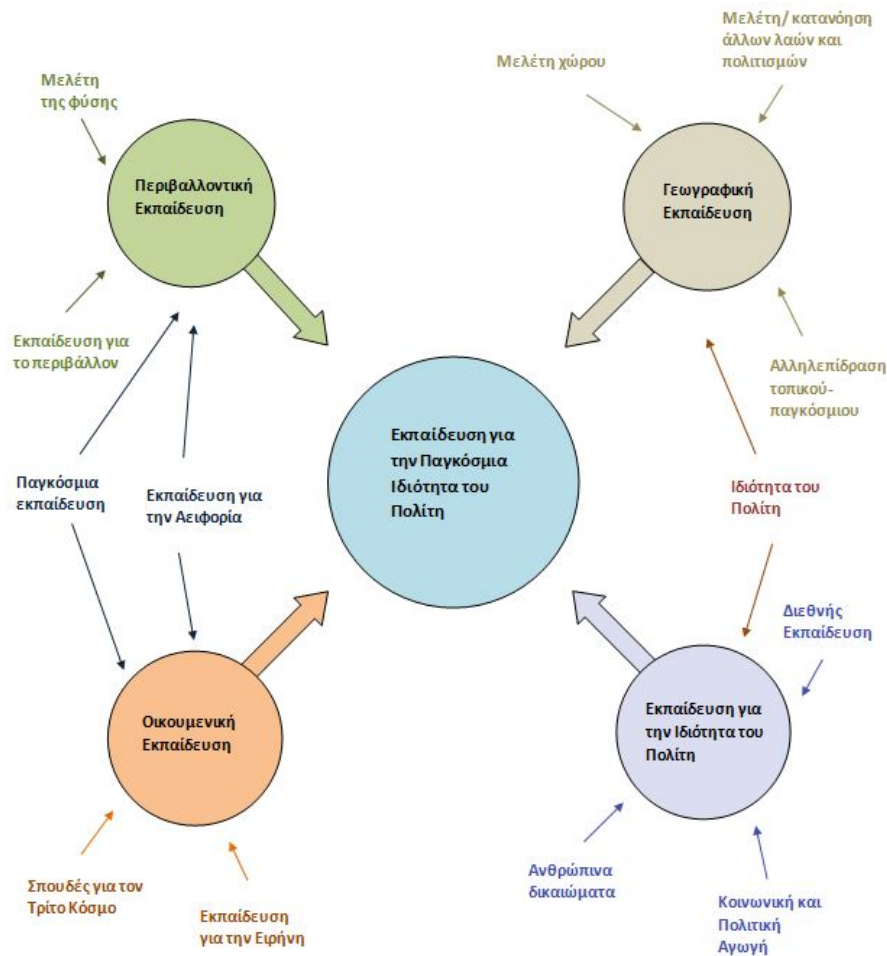 Μελέτη/ κατανόηση
άλλων λαών και
πολιτισμών
Μελέτη χώρου
Μελέτη
της φύσης
Περιβαλλοντική
Εκπαίδευση
Γεωγραφική
Εκπαίδευση
Εκπαίδευση για
το περιβάλλον
Αλληλεπίδραση
τοπικού-
παγκόσμιου
Εκπαίδευση για
την Παγκόσμια
Ιδιότητα του
Πολίτη
Παγκόσμια
εκπαίδευση
Εκπαίδευση για
την Αειφορία
Ιδιότητα του
Πολίτη
Διεθνής
Εκπαίδευση
Οικουμενική
Εκπαίδευση
Εκπαίδευση για
την Ιδιότητα του
Πολίτη
Σπουδές για τον
Τρίτο Κόσμο
Εκπαίδευση
για την Ειρήνη
Ανθρώπινα
δικαιώματα
Κοινωνική και
Πολιτική
Αγωγή